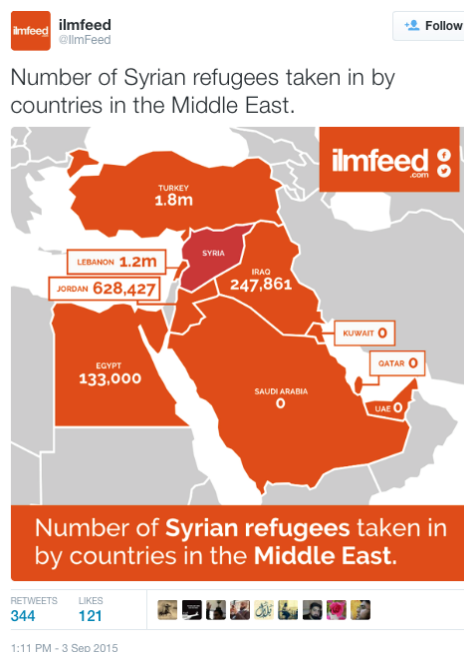 ilmfeed
ilmfeed
@IlmFeed
Follow
Number of Syrian refugees taken in by
countries in the Middle East.
ilmfeed
.com
TURKEY
1.8m
SYRIA
LEBANON 1.2m
IRAQ
247,861
JORDAN 628,427
KUWAIT 0
QATAR 0
EGYPT
133,000
SAUDI ARABIA
0
UAE 0
Number of Syrian refugees taken in
by countries in the Middle East.
RETWEETS
344
LIKES
121
1:11 PM - 3 Sep 2015